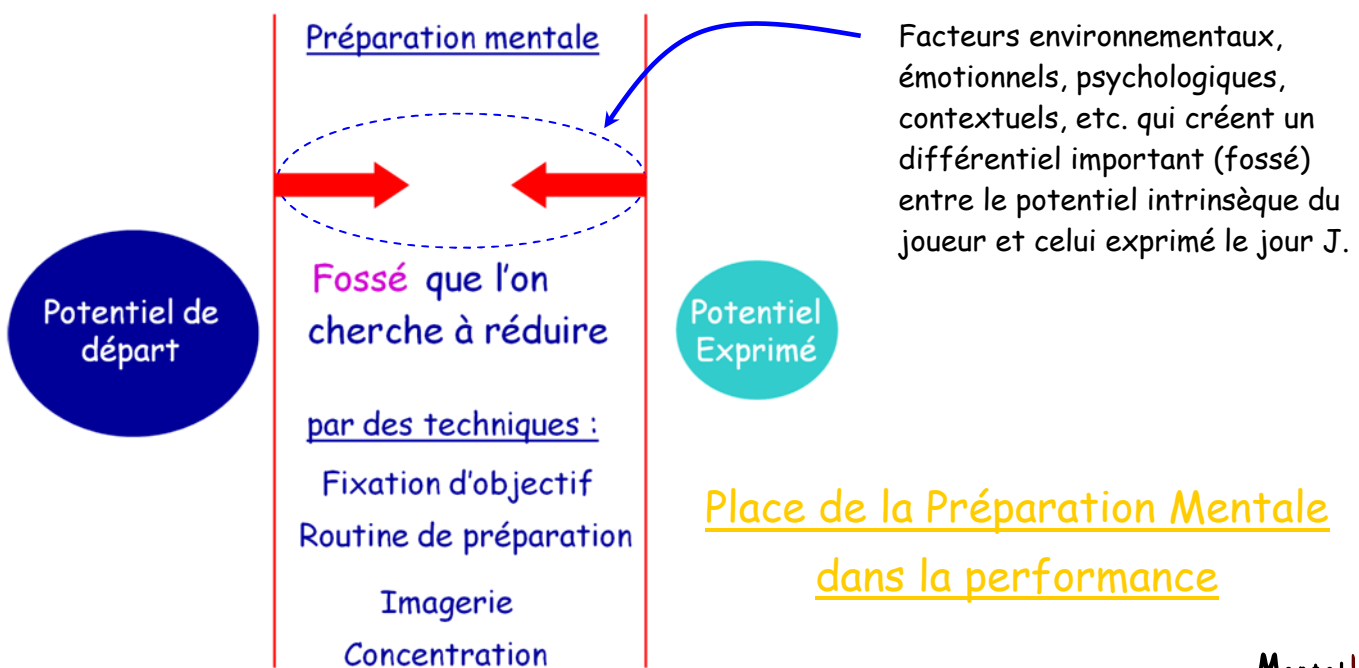 Préparation mentale
Facteurs environnementaux,
émotionnels, psychologiques,
contextuels, etc. qui créent un
différentiel important (fossé)
entre le potentiel intrinsèque du
joueur et celui exprimé le jour J.
Potentiel de
départ
Fossé que l'on
cherche à réduire
Potentiel
Exprimé
par des techniques :
Fixation d'objectif
Routine de préparation
Imagerie
Concentration
Place de la Préparation Mentale
dans la performance